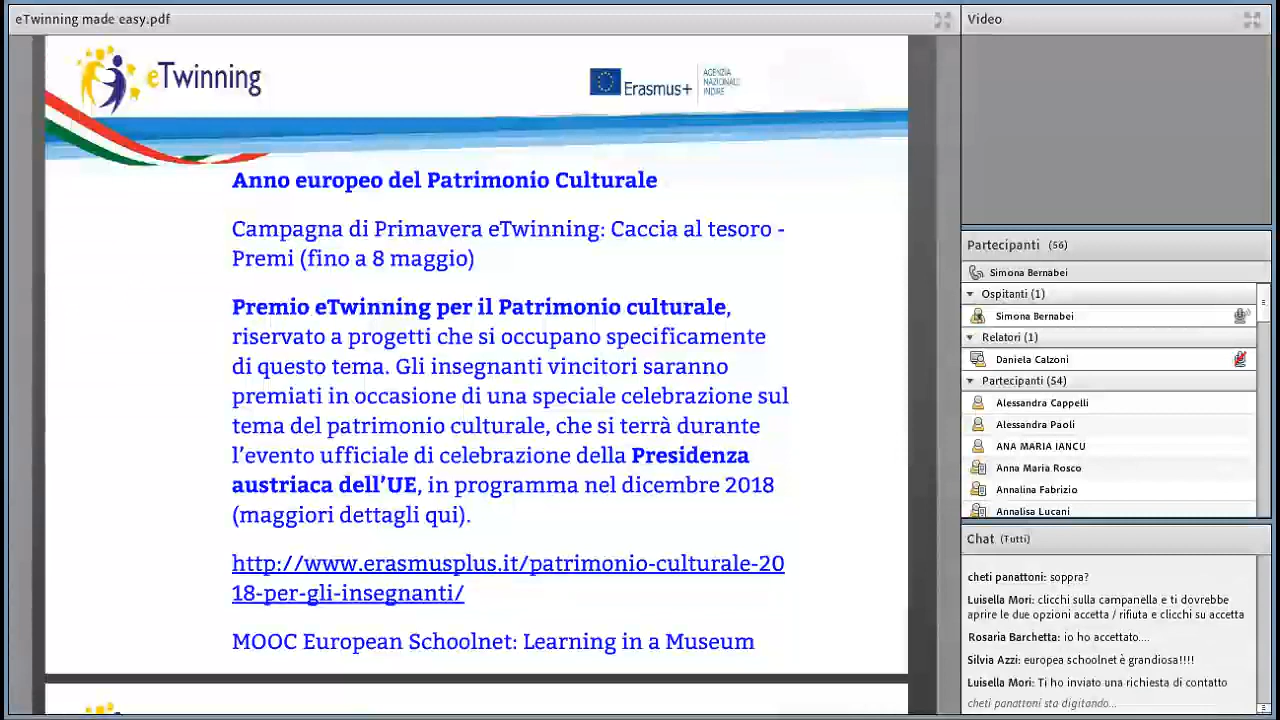 eTwinning made easy.pdf
eTwinning
Erasmus+
AGENZIA
NAZIONALE
INDIRE
Anno europeo del Patrimonio Culturale
Campagna di Primavera eTwinning: Caccia al tesoro -
Premi (fino a 8 maggio)
Premio eTwinning per il Patrimonio culturale,
riservato a progetti che si occupano specificamente
di questo tema. Gli insegnanti vincitori saranno
premiati in occasione di una speciale celebrazione sul
tema del patrimonio culturale, che si terrà durante
l'evento ufficiale di celebrazione della Presidenza
austriaca dell'UE, in programma nel dicembre 2018
(maggiori dettagli qui).
http://www.erasmusplus.it/patrimonio-culturale-20
18-per-gli-insegnanti/
MOOC European Schoolnet: Learning in a Museum
Video
Partecipanti (56)
Simona Bernabei
Ospitanti (1)
Simona Bernabei
Relatori (1)
Daniela Calzoni
Partecipanti (54)
Alessandra Cappelli
Alessandra Paoli
ANA MARIA IANCU
Anna Maria Rosco
Annalina Fabrizio
Annalisa Lucani
Chat (Tutti)
cheti panattoni: soppra?
Luisella Mori: clicchi sulla campanella e ti dovrebbe
aprire le due opzioni accetta / rifiuta e clicchi su accetta
Rosaria Barchetta: io ho accettato....
Silvia Azzi: europea schoolnet è grandiosa!!!!
Luisella Mori: Ti ho inviato una richiesta di contatto
cheti panattoni sta digitando...